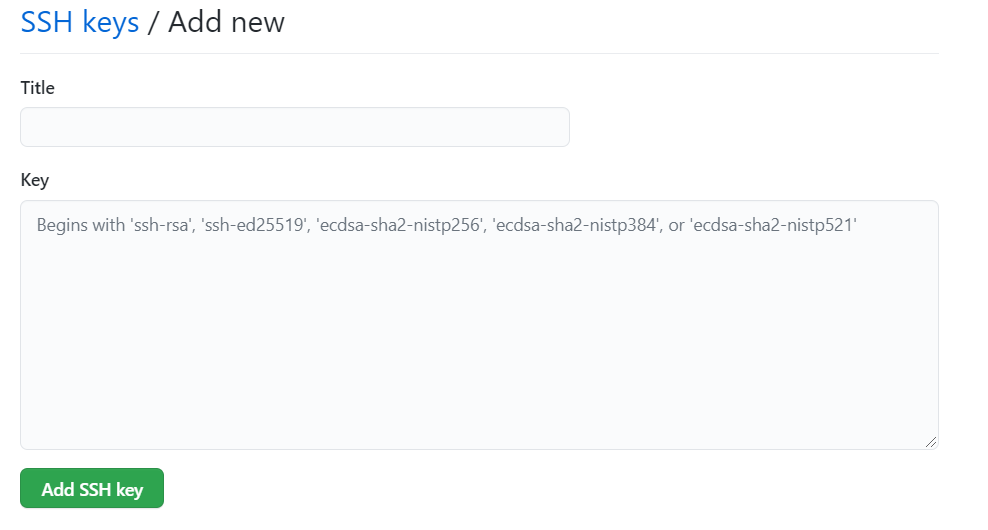 SSH keys / Add new
Title
Key
Begins with 'ssh-rsa', 'ssh-ed25519', 'ecdsa-sha2-nistp256', 'ecdsa-sha2-nistp384', or 'ecdsa-sha2-nistp521'
Add SSH key